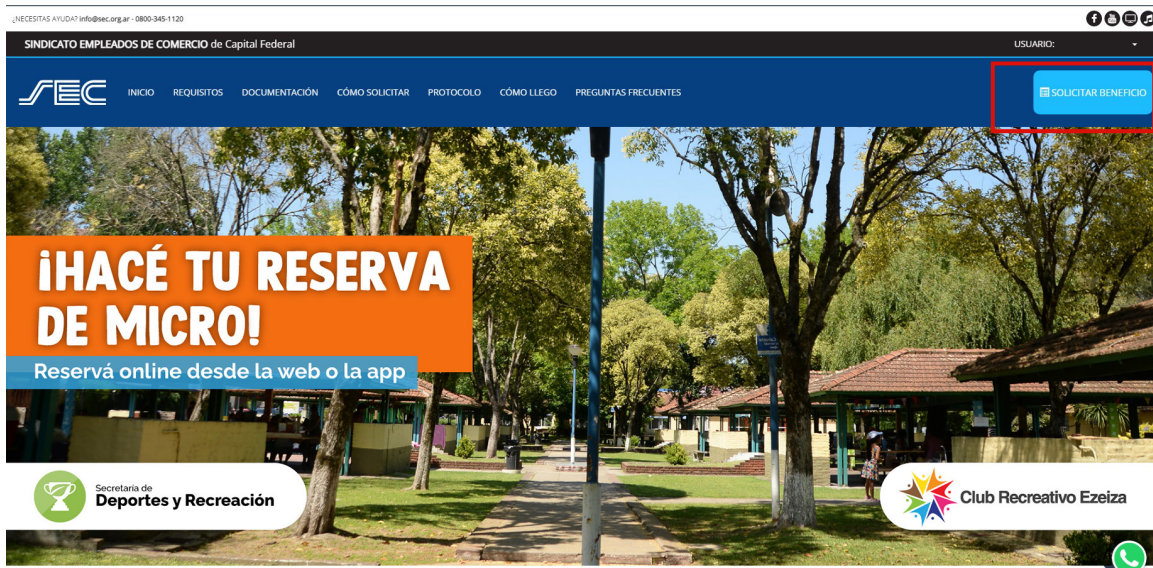 ¿NECESITAS AYUDA? info@sec.org.ar - 0800-345-1120
SINDICATO EMPLEADOS DE COMERCIO de Capital Federal
USUARIO:
SEC
INICIO REQUISITOS DOCUMENTACIÓN CÓMO SOLICITAR PROTOCOLO CÓMO LLEGO PREGUNTAS FRECUENTES
SOLICITAR BENEFICIO
¡HACÉ TU RESERVA
DE MICRO!
Reservá online desde la web o la app
Secretaría de
Deportes y Recreación
Club Recreativo Ezeiza